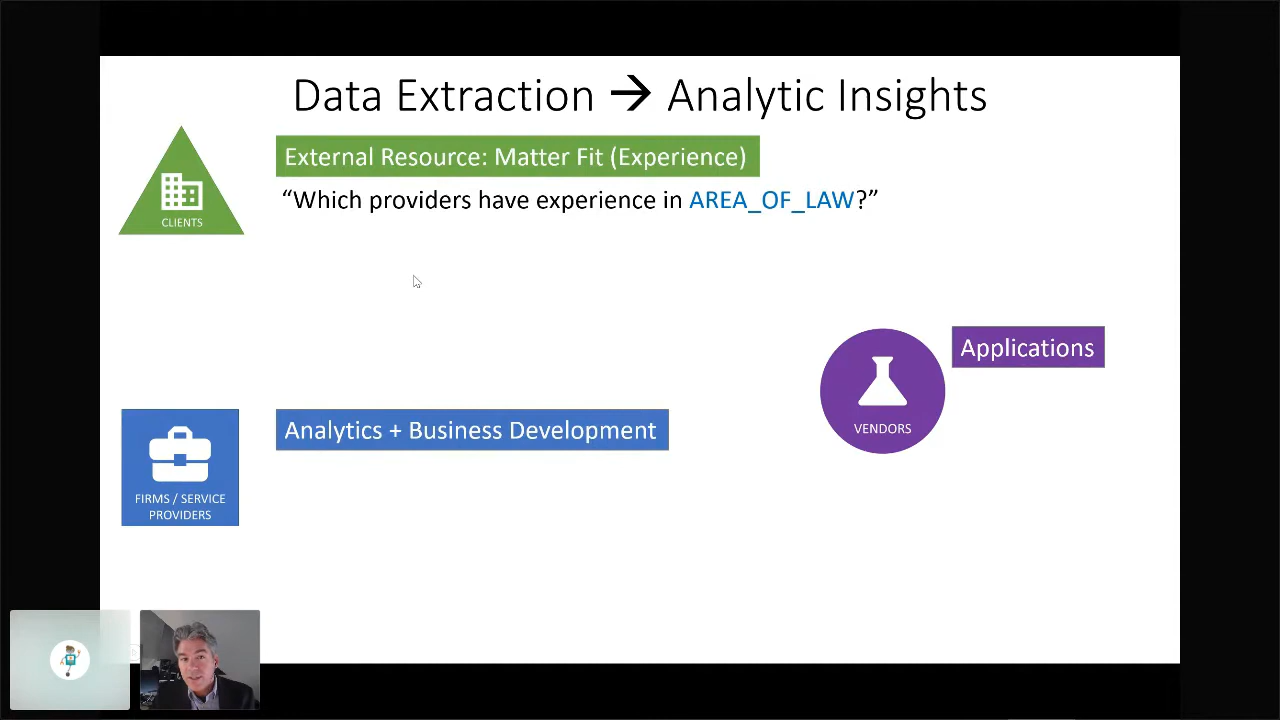 Data Extraction → Analytic Insights
External Resource: Matter Fit (Experience)
“Which providers have experience in AREA_OF_LAW?”
CLIENTS
Applications
VENDORS
Analytics + Business Development
FIRMS / SERVICE
PROVIDERS